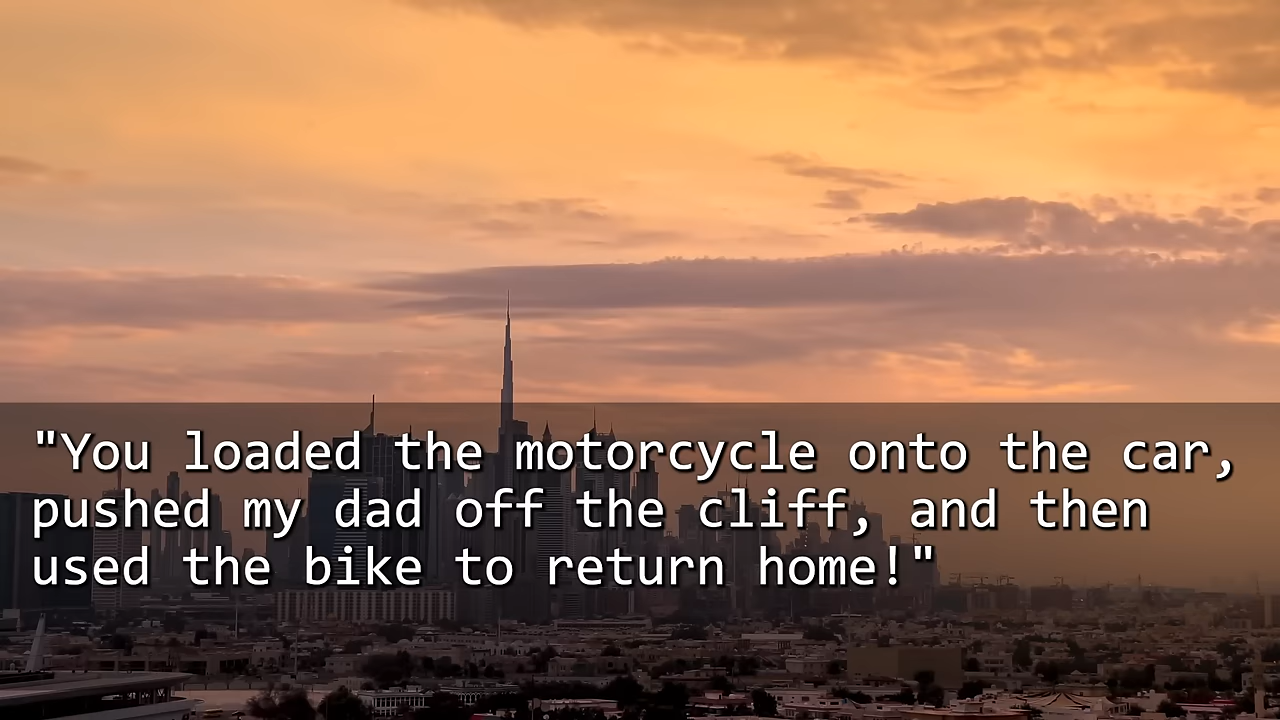 "You loaded the motorcycle onto the car,
pushed my dad off the cliff, and then
used the bike to return home!"